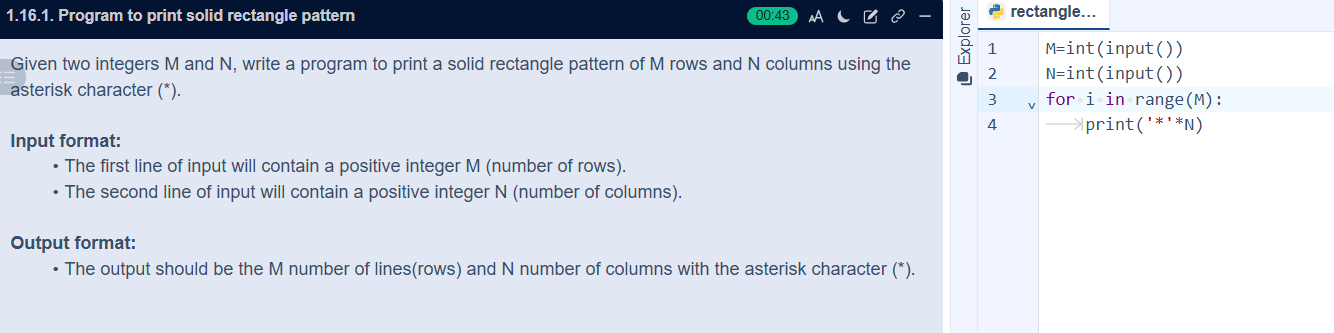 1.16.1. Program to print solid rectangle pattern
00:43
AA
Given two integers M and N, write a program to print a solid rectangle pattern of M rows and N columns using the
asterisk character (*).
Input format:
• The first line of input will contain a positive integer M (number of rows).
• The second line of input will contain a positive integer N (number of columns).
Output format:
• The output should be the M number of lines(rows) and N number of columns with the asterisk character (*).
Explorer
rectangle...
1 M=int(input())
2 N=int(input())
3 for i in range(M):
4 print('*'*N)